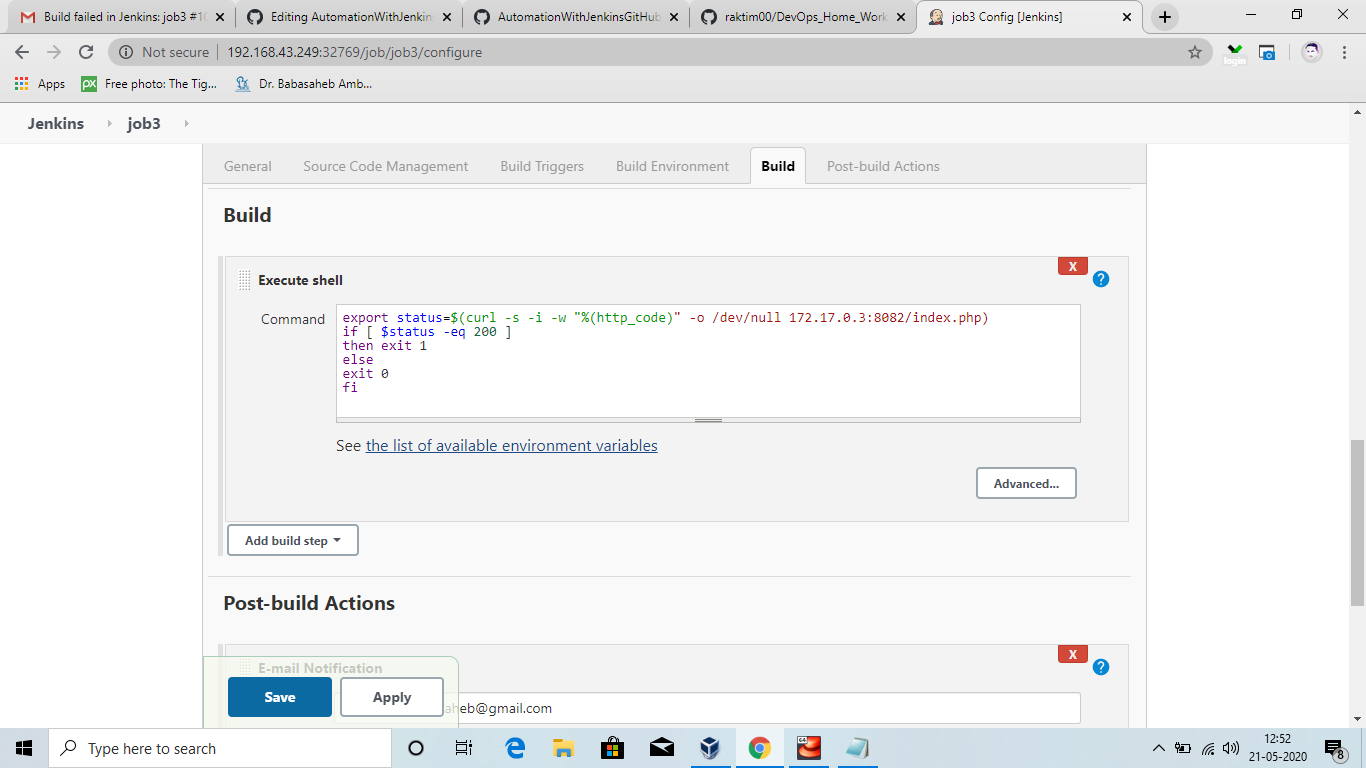 Build failed in Jenkins: job3 #10
Editing AutomationWithJenkin
AutomationWithJenkinsGitHub
raktim00/DevOps_Home_Work
job3 Config [Jenkins]
Not secure
192.168.43.249:32769/job/job3/configure
login
Apps
px
Free photo: The Tig...
Dr. Babasaheb Amb...
Jenkins
job3
General
Source Code Management
Build Triggers
Build Environment
Build
Post-build Actions
Build
X
?
Execute shell
Command
export status=$(curl -s -i -w "%(http_code)" -o /dev/null 172.17.0.3:8082/index.php)
if [ $status -eq 200 ]
then exit 1
else
exit 0
fi
See the list of available environment variables
Advanced...
Add build step
Post-build Actions
X
?
E-mail Notification
Save
Apply
aheb@gmail.com
Type here to search
64
12:52
21-05-2020
8